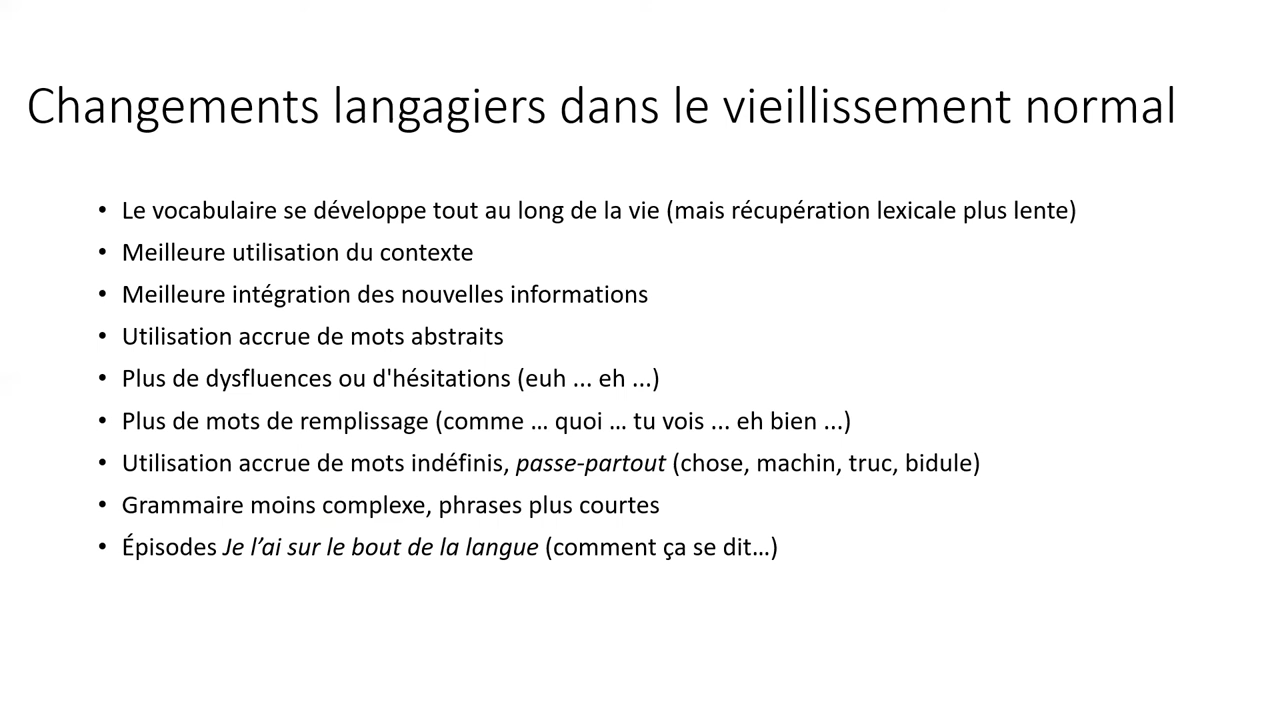 Changements langagiers dans le vieillissement normal
• Le vocabulaire se développe tout au long de la vie (mais récupération lexicale plus lente)
• Meilleure utilisation du contexte
• Meilleure intégration des nouvelles informations
• Utilisation accrue de mots abstraits
• Plus de dysfluences ou d'hésitations (euh ... eh ...)
• Plus de mots de remplissage (comme … quoi … tu vois ... eh bien ...)
• Utilisation accrue de mots indéfinis, passe-partout (chose, machin, truc, bidule)
• Grammaire moins complexe, phrases plus courtes
• Épisodes Je l’ai sur le bout de la langue (comment ça se dit…)